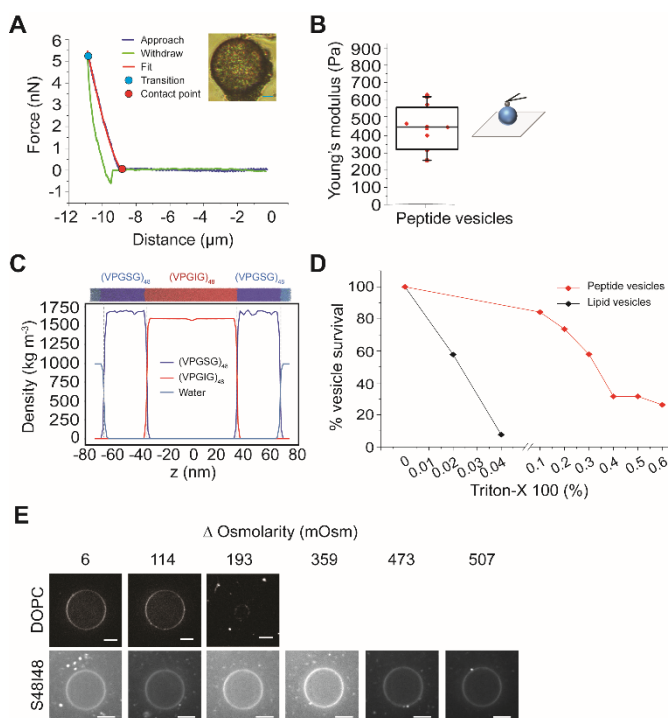 A
Force (nN)
5
4
3
2
1
0
-1
Approach
Withdraw
Fit
Transition
Contact point
-12 -10 -8 -6 -4 -2 0
Distance (µm)
B
Young's modulus (Pa)
900
800
700
600
500
400
300
200
100
0
Peptide vesicles
C
(VPGSG)48 (VPGIG)48 (VPGSG)48
Density (kg m-3)
1750
1500
1250
1000
750
500
250
0
(VPGSG)48
(VPGIG)48
Water
-80 -60 -40 -20 0 20 40 60 80
z (nm)
D
% vesicle survival
100
80
60
40
20
0
Peptide vesicles
Lipid vesicles
0 0.01 0.02 0.03 0.04 0.1 0.2 0.3 0.4 0.5 0.6
Triton-X 100 (%)
E
Δ Osmolarity (mOsm)
6 114 193 359 473 507
DOPC
S48I48